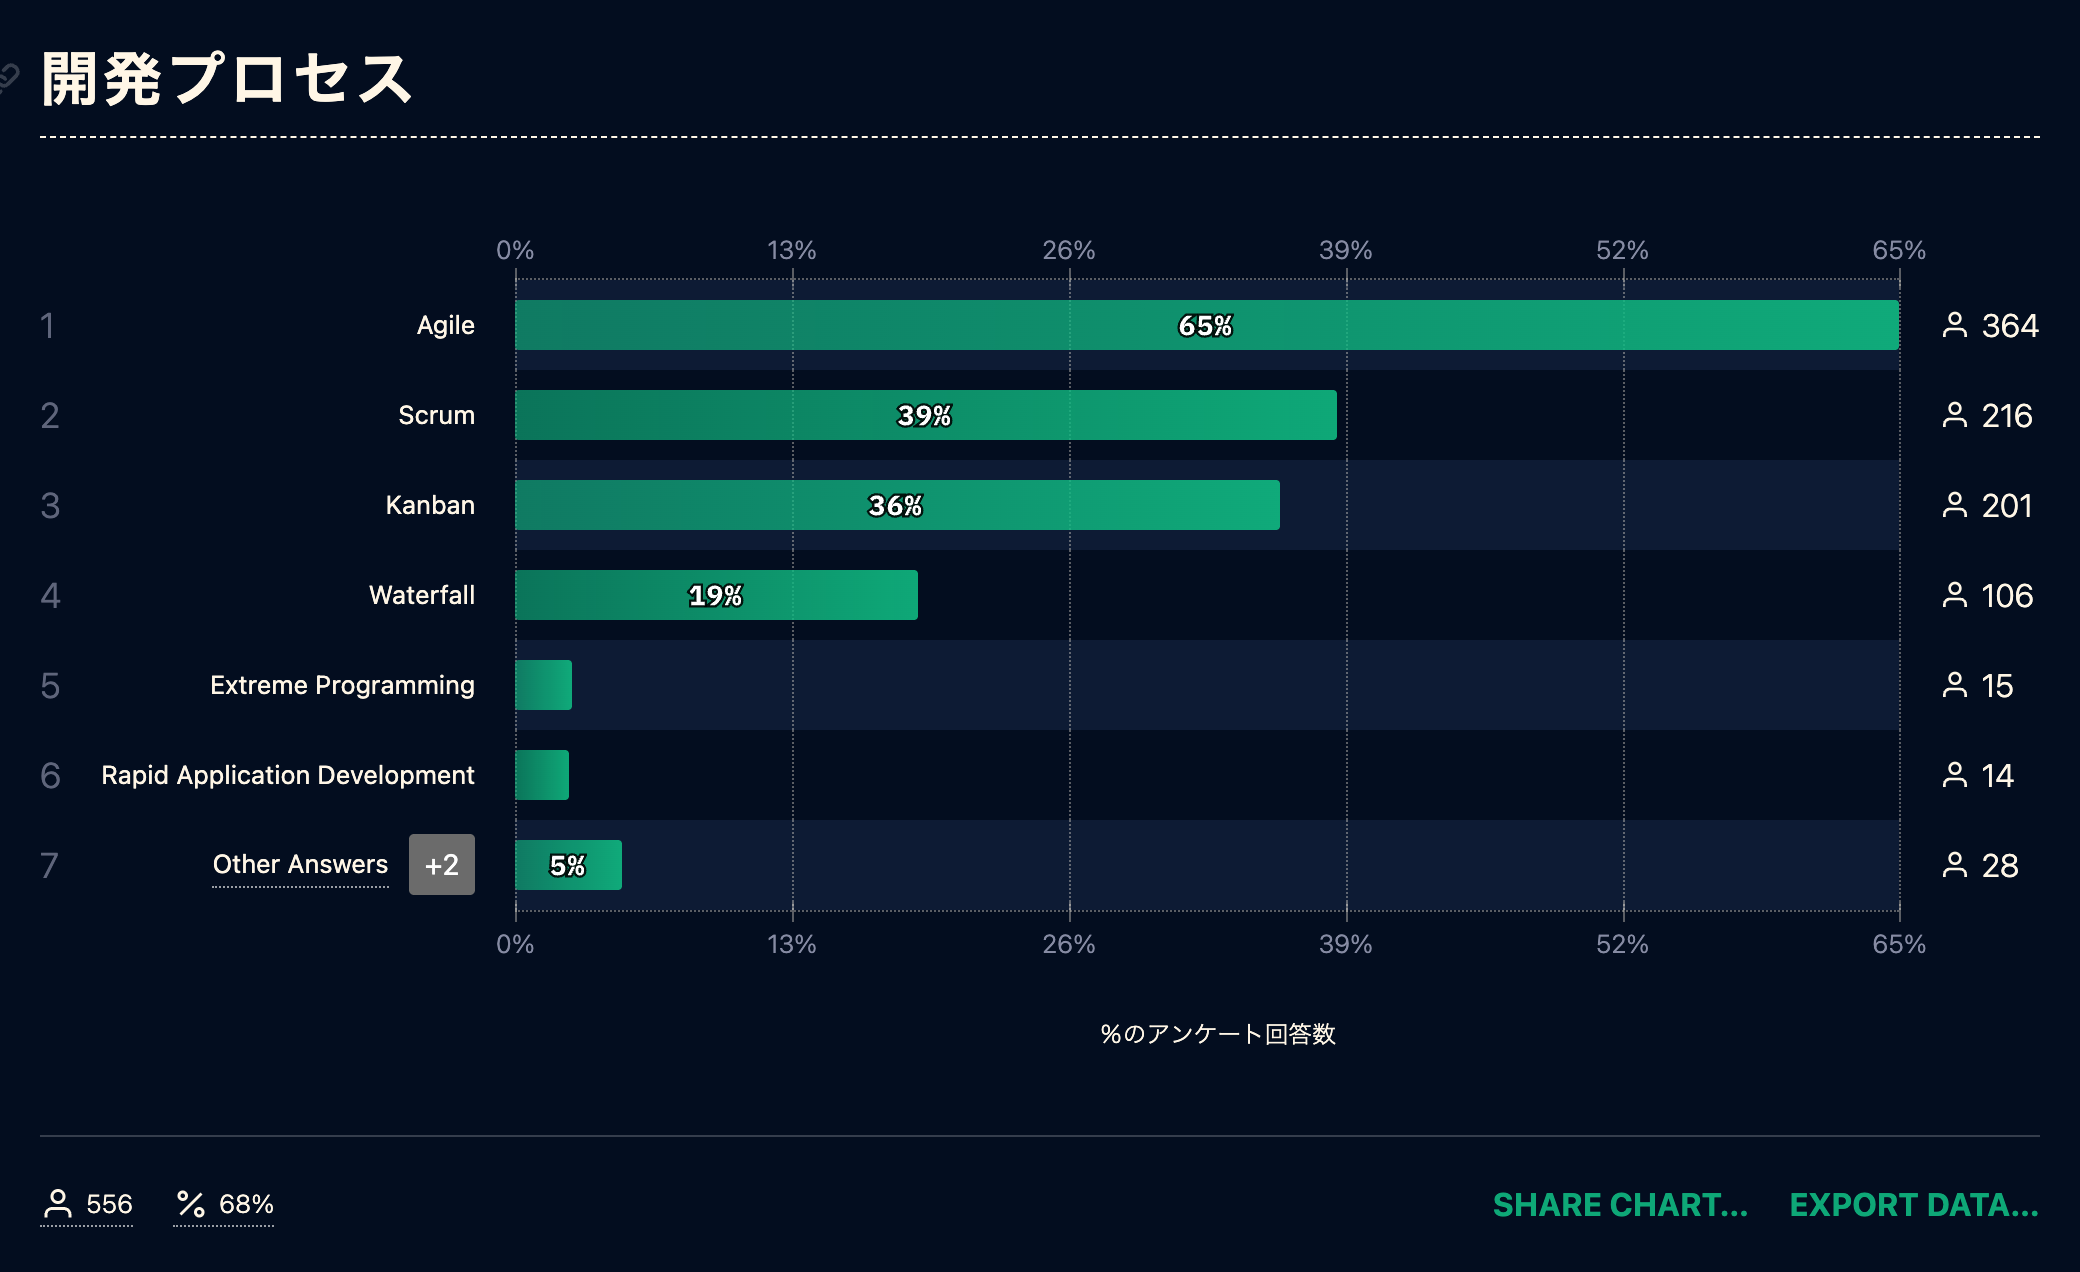 開発プロセス
0% 13% 26% 39% 52% 65%
1 Agile 65% 364
2 Scrum 39% 216
3 Kanban 36% 201
4 Waterfall 19% 106
5 Extreme Programming 15
6 Rapid Application Development 14
7 Other Answers +2 5% 28
0% 13% 26% 39% 52% 65%
%のアンケート回答数
556 68% SHARE CHART... EXPORT DATA...